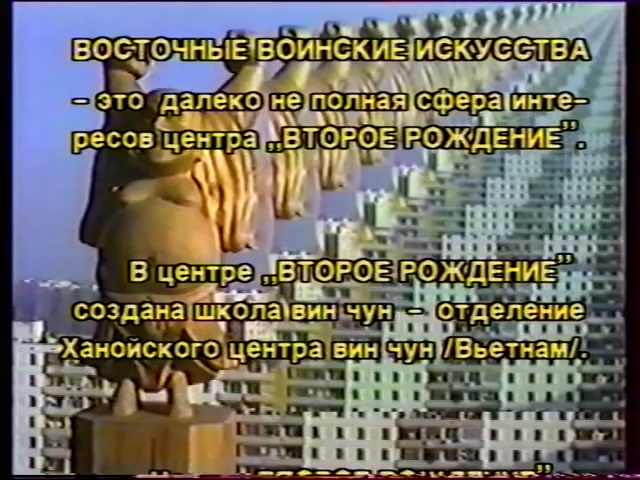 ВОСТОЧНЫЕ ВОИНСКИЕ ИСКУССТВА
– это далеко не полная сфера инте–
ресов центра „ВТОРОЕ РОЖДЕНИЕ”.
В центре „ВТОРОЕ РОЖДЕНИЕ”
создана школа вин чун – отделение
Ханойского центра вин чун /Вьетнам/.